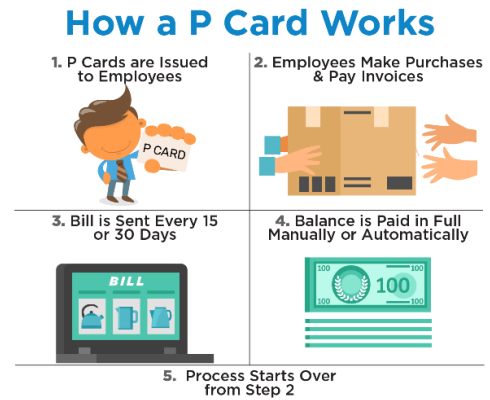 How a P Card Works
1. P Cards are Issued
to Employees
P CARD
2. Employees Make Purchases
& Pay Invoices
3. Bill is Sent Every 15
or 30 Days
BILL
4. Balance is Paid in Full
Manually or Automatically
100 100
100
100 100
5. Process Starts Over
from Step 2